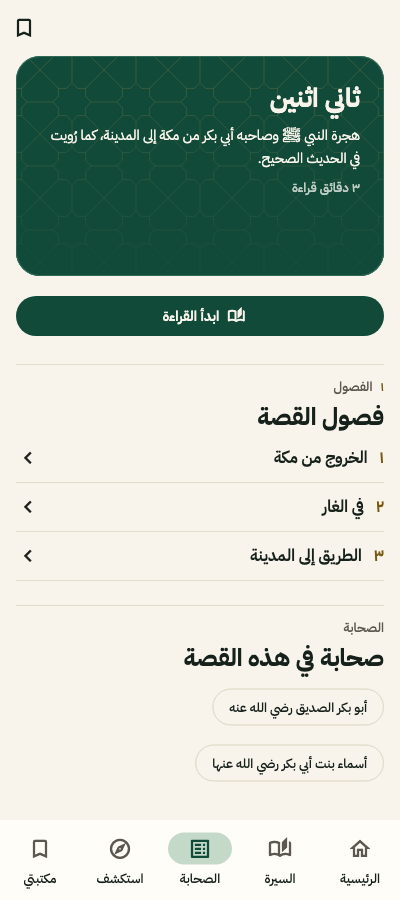 ثاني اثنين
هجرة النبي ﷺ وصاحبه أبي بكر من مكة إلى المدينة، كما رُويت
في الحديث الصحيح.
٣ دقائق قراءة
ابدأ القراءة
١ الفصول
فصول القصة
١ الخروج من مكة
٢ في الغار
٣ الطريق إلى المدينة
الصحابة
صحابة في هذه القصة
أبو بكر الصديق رضي الله عنه
أسماء بنت أبي بكر رضي الله عنها
الرئيسية السيرة الصحابة استكشف مكتبتي